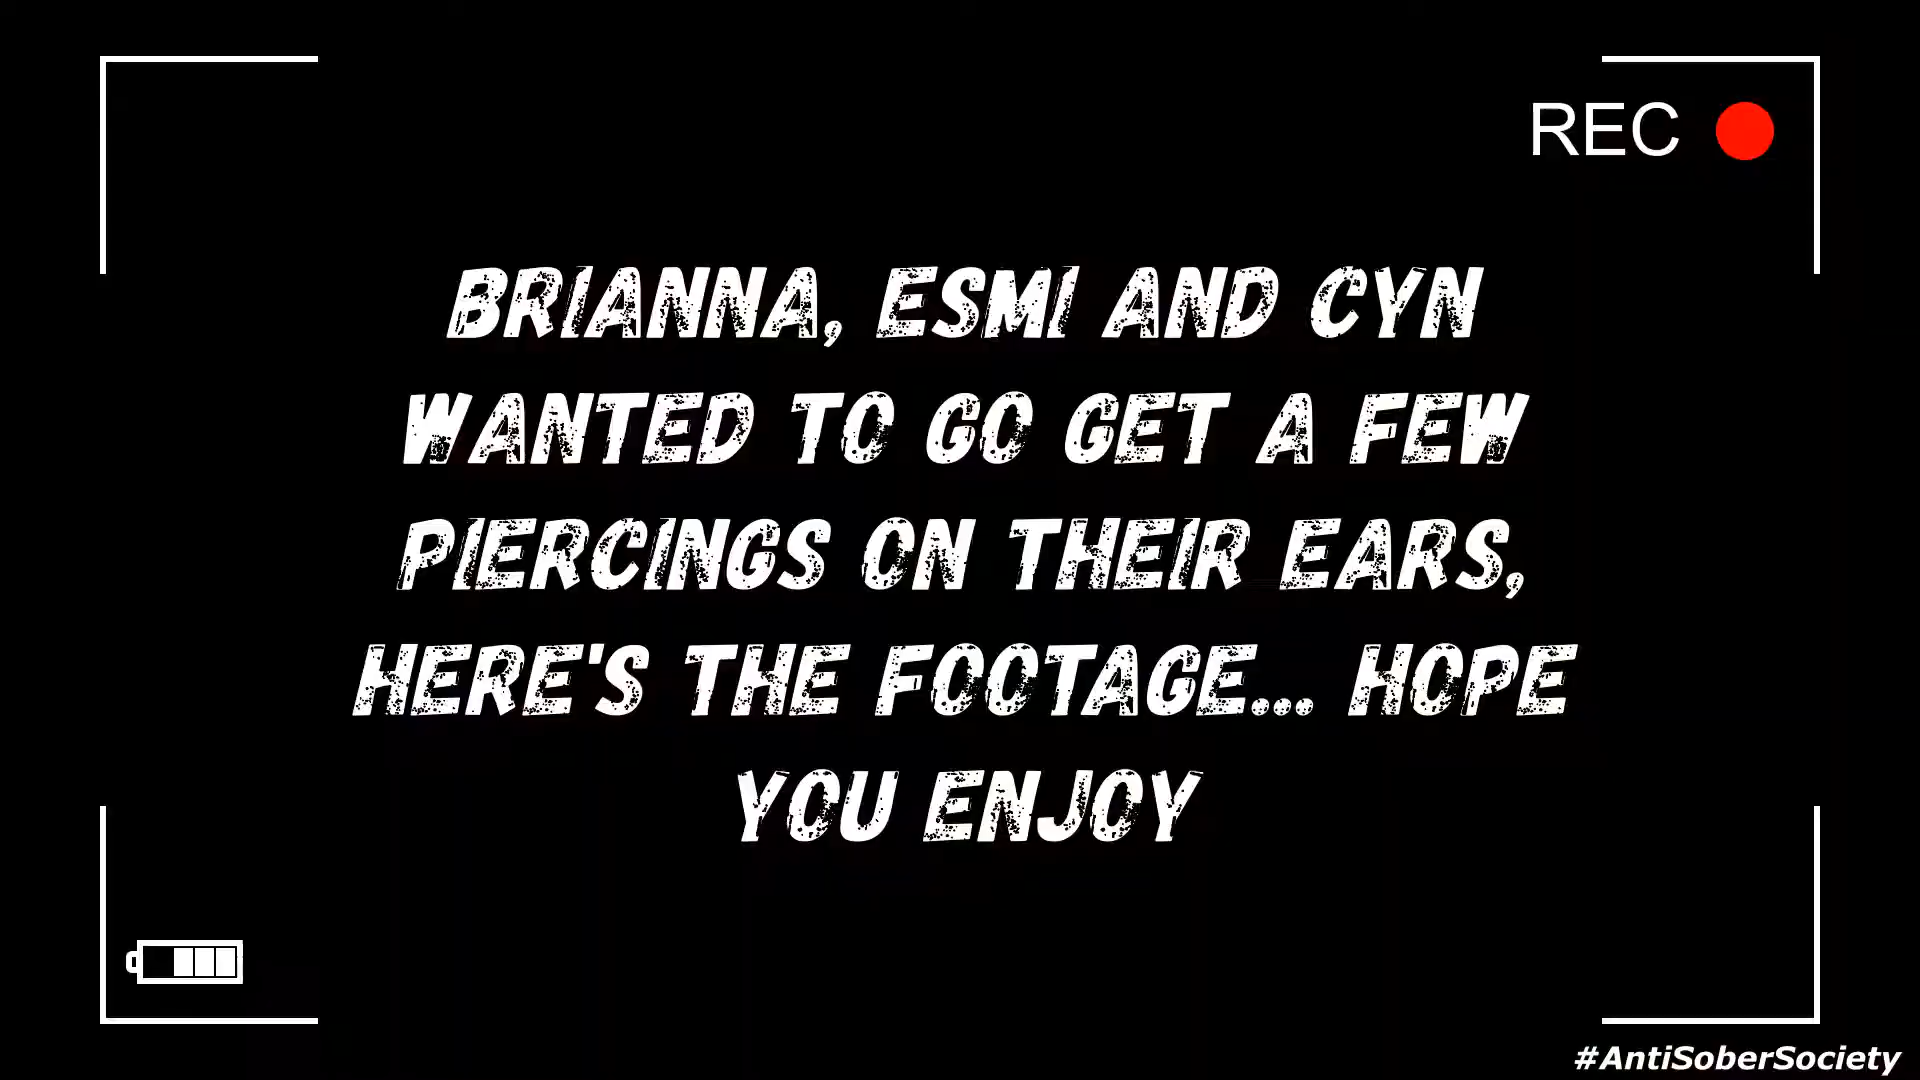 REC
BRIANNA, ESMI AND CYN
WANTED TO GO GET A FEW
PIERCINGS ON THEIR EARS,
HERE'S THE FOOTAGE... HOPE
YOU ENJOY
#AntiSoberSociety